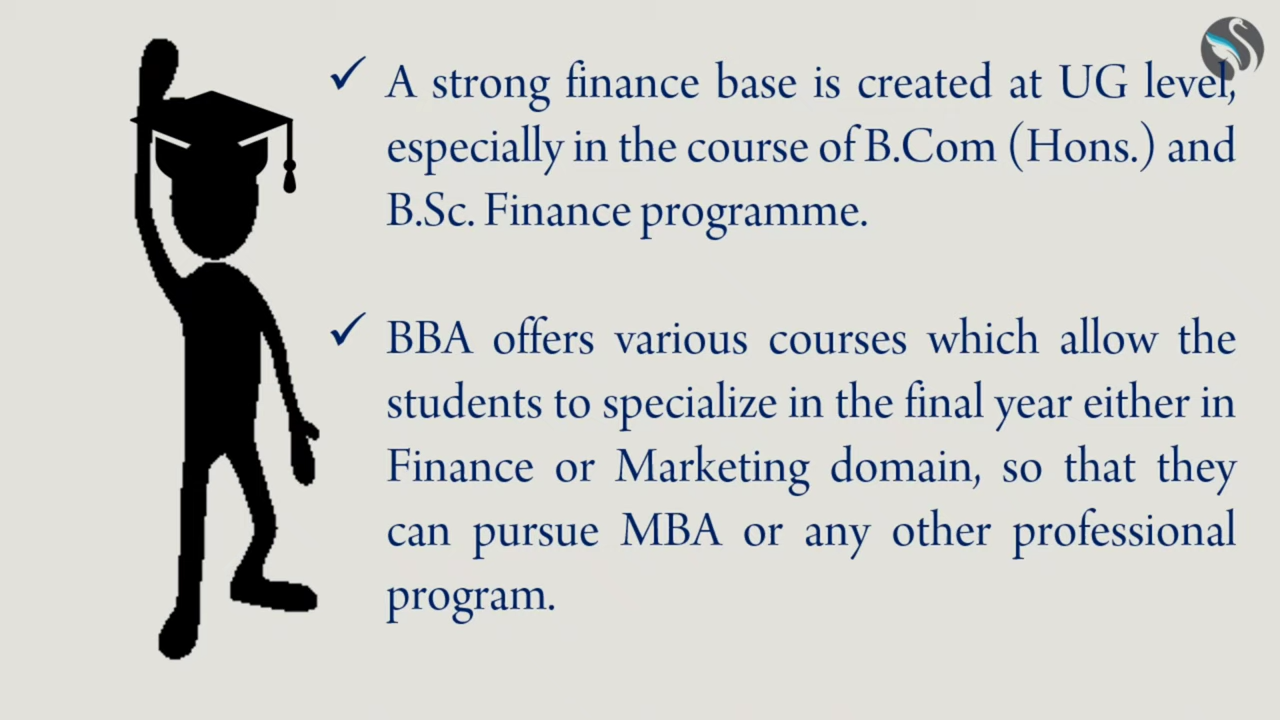 A strong finance base is created at UG level,
especially in the course of B.Com (Hons.) and
B.Sc. Finance programme.
BBA offers various courses which allow the
students to specialize in the final year either in
Finance or Marketing domain, so that they
can pursue MBA or any other professional
program.